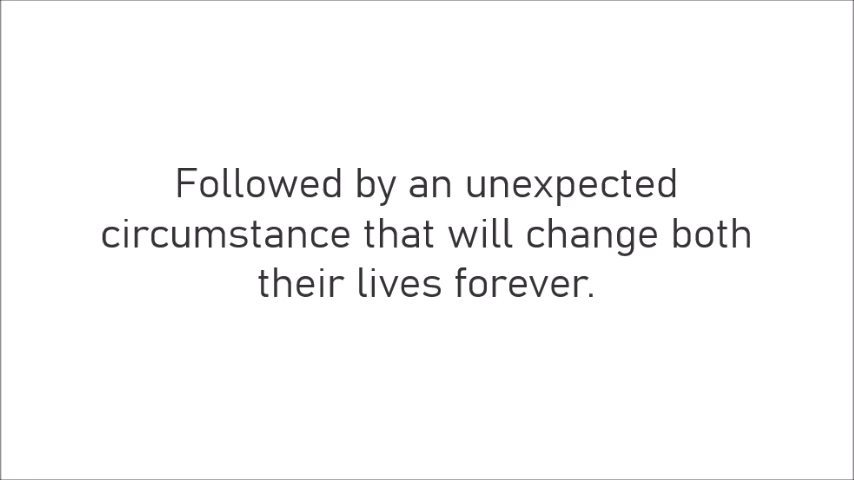 Followed by an unexpected
circumstance that will change both
their lives forever.